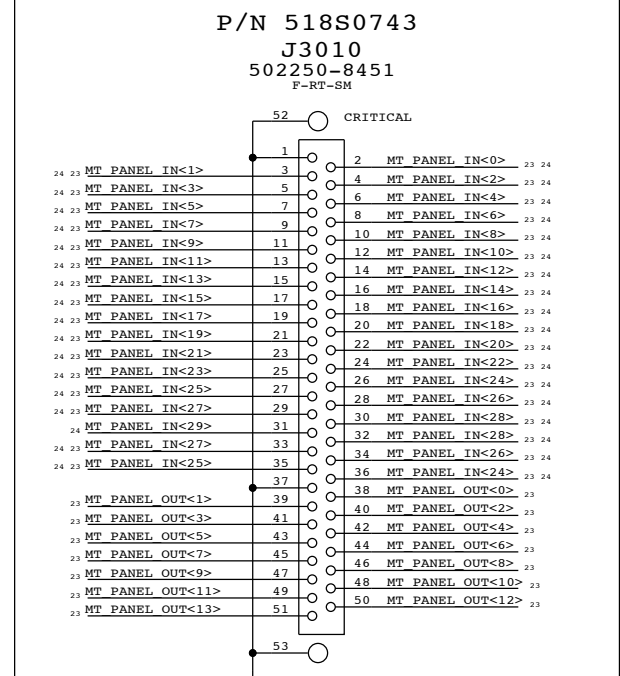 P/N 518S0743
J3010
502250-8451
F-RT-SM
52 CRITICAL
1
2 MT_PANEL_IN<0> 23 24
24 23 MT_PANEL_IN<1> 3
4 MT_PANEL_IN<2> 23 24
24 23 MT_PANEL_IN<3> 5
6 MT_PANEL_IN<4> 23 24
24 23 MT_PANEL_IN<5> 7
8 MT_PANEL_IN<6> 23 24
24 23 MT_PANEL_IN<7> 9
10 MT_PANEL_IN<8> 23 24
24 23 MT_PANEL_IN<9> 11
12 MT_PANEL_IN<10> 23 24
24 23 MT_PANEL_IN<11> 13
14 MT_PANEL_IN<12> 23 24
24 23 MT_PANEL_IN<13> 15
16 MT_PANEL_IN<14> 23 24
24 23 MT_PANEL_IN<15> 17
18 MT_PANEL_IN<16> 23 24
24 23 MT_PANEL_IN<17> 19
20 MT_PANEL_IN<18> 23 24
24 23 MT_PANEL_IN<19> 21
22 MT_PANEL_IN<20> 23 24
24 23 MT_PANEL_IN<21> 23
24 MT_PANEL_IN<22> 23 24
24 23 MT_PANEL_IN<23> 25
26 MT_PANEL_IN<24> 23 24
24 23 MT_PANEL_IN<25> 27
28 MT_PANEL_IN<26> 23 24
24 23 MT_PANEL_IN<27> 29
30 MT_PANEL_IN<28> 23 24
24 MT_PANEL_IN<29> 31
32 MT_PANEL_IN<28> 23 24
24 23 MT_PANEL_IN<27> 33
34 MT_PANEL_IN<26> 23 24
24 23 MT_PANEL_IN<25> 35
36 MT_PANEL_IN<24> 23 24
37
38 MT_PANEL_OUT<0> 23
23 MT_PANEL_OUT<1> 39
40 MT_PANEL_OUT<2> 23
23 MT_PANEL_OUT<3> 41
42 MT_PANEL_OUT<4> 23
23 MT_PANEL_OUT<5> 43
44 MT_PANEL_OUT<6> 23
23 MT_PANEL_OUT<7> 45
46 MT_PANEL_OUT<8> 23
23 MT_PANEL_OUT<9> 47
48 MT_PANEL_OUT<10> 23
23 MT_PANEL_OUT<11> 49
50 MT_PANEL_OUT<12> 23
23 MT_PANEL_OUT<13> 51
53